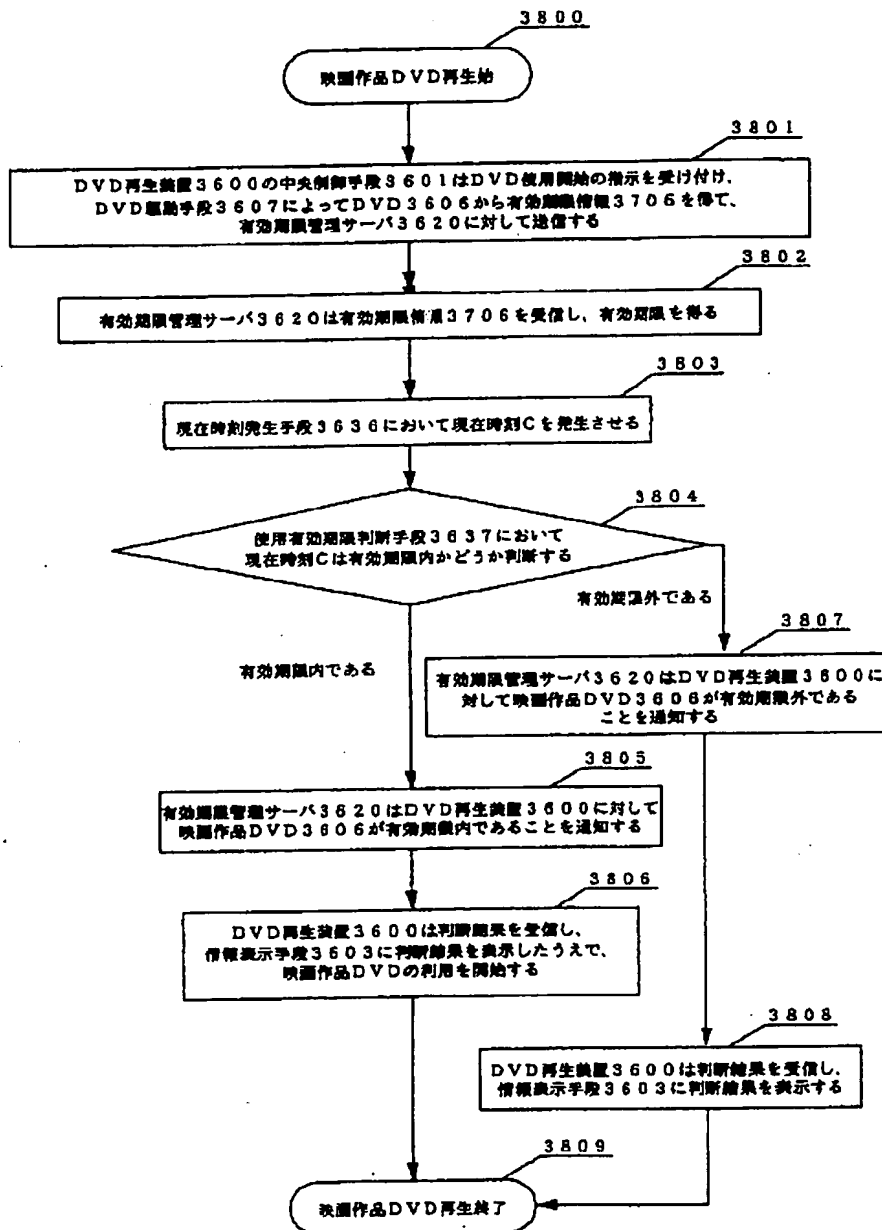 3800
映画作品DVD再生始
3801
DVD再生装置3600の中央制御手段3601はDVD使用開始の指示を受け付け、
DVD駆動手段3607によってDVD3606から有効期限情報3706を得て、
有効期限管理サーバ3620に対して送信する
3802
有効期限管理サーバ3620は有効期限情報3706を受信し、有効期限を得る
3803
現在時刻発生手段3636において現在時刻Cを発生させる
3804
使用有効期限判断手段3637において
現在時刻Cは有効期限内かどうか判断する
有効期限外である
3807
有効期限内である
有効期限管理サーバ3620はDVD再生装置3600に
対して映画作品DVD3606が有効期限外である
ことを通知する
3805
有効期限管理サーバ3620はDVD再生装置3600に対して
映画作品DVD3606が有効期限内であることを通知する
3806
DVD再生装置3600は判断結果を受信し、
情報表示手段3603に判断結果を表示したうえで、
映画作品DVDの利用を開始する
3808
DVD再生装置3600は判断結果を受信し、
情報表示手段3603に判断結果を表示する
3809
映画作品DVD再生終了